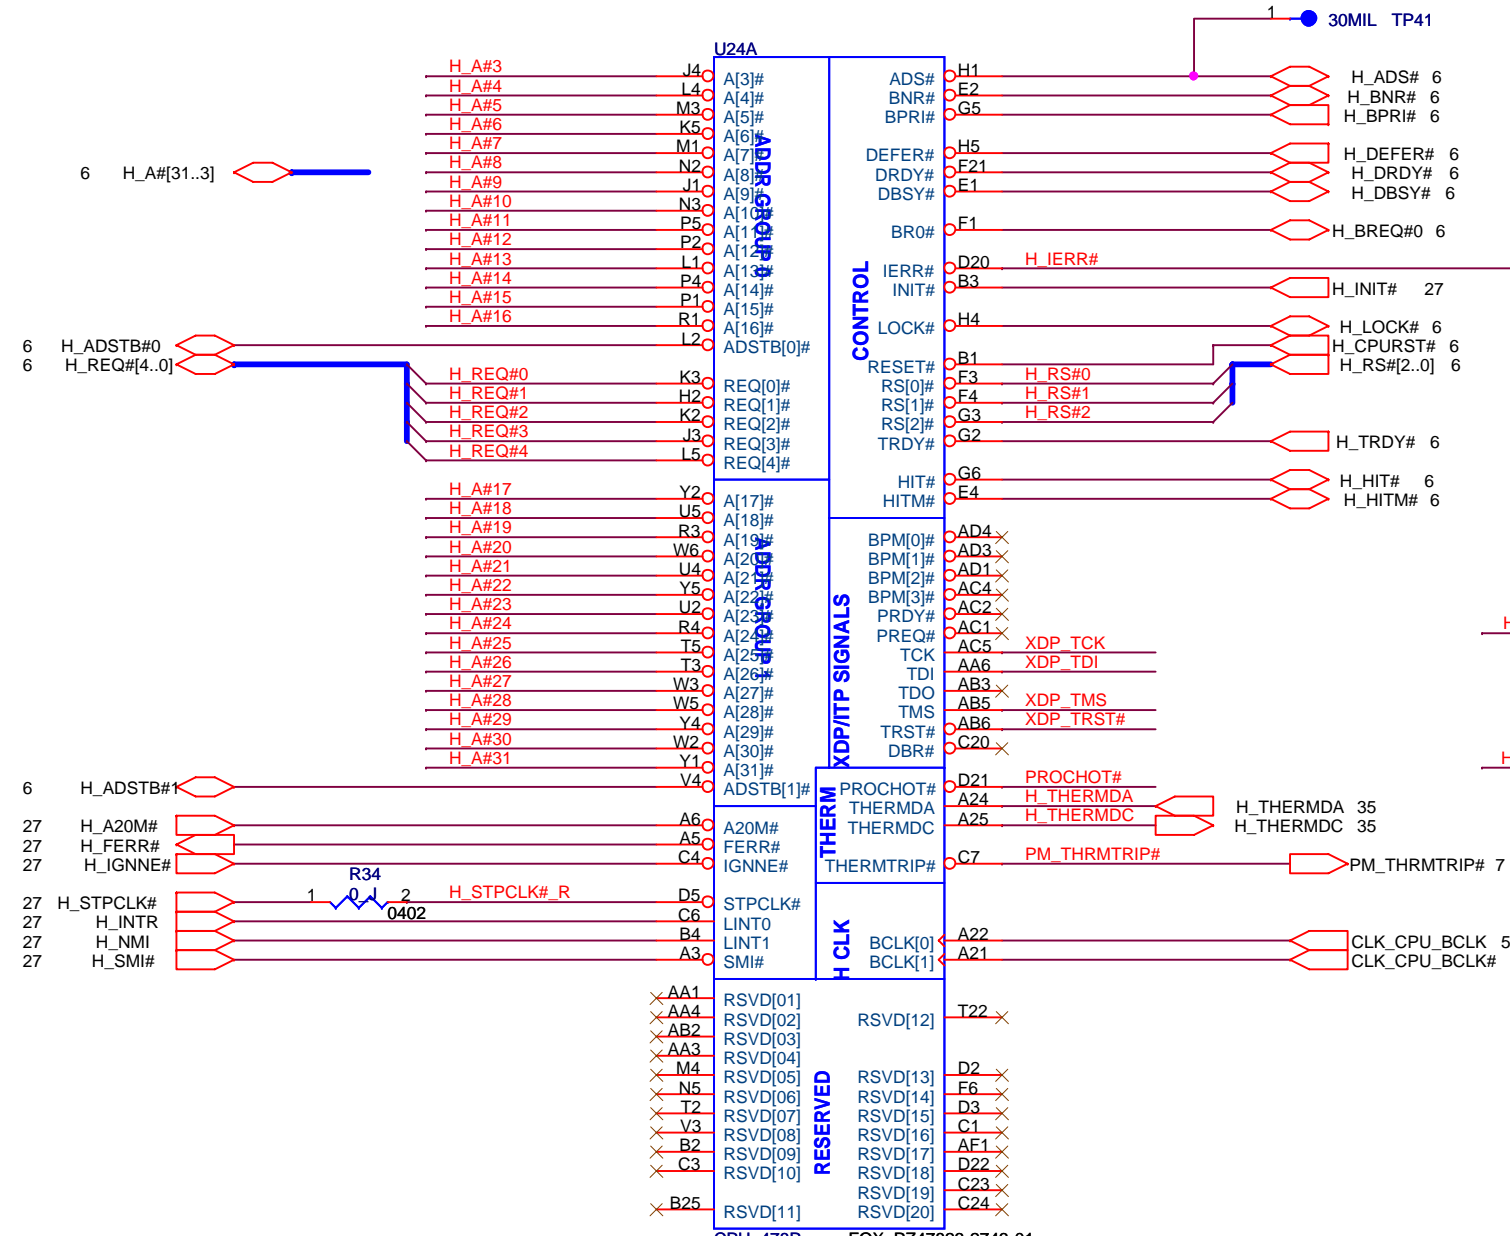 1 30MIL TP41
U24A
H_A#3 J4 A[3]# ADS# H1 H_ADS# 6
H_A#4 L4 A[4]# BNR# E2 H_BNR# 6
H_A#5 M3 A[5]# BPRI# G5 H_BPRI# 6
H_A#6 K5 A[6]#
H_A#7 M1 A[7]# DEFER# H5 H_DEFER# 6
6 H_A#[31..3] H_A#8 N2 A[8]# DRDY# F21 H_DRDY# 6
H_A#9 J1 A[9]# DBSY# E1 H_DBSY# 6
H_A#10 N3 A[10]#
H_A#11 P5 A[11]# BR0# F1 H_BREQ#0 6
H_A#12 P2 A[12]#
H_A#13 L1 A[13]# IERR# D20 H_IERR#
H_A#14 P4 A[14]# INIT# B3 H_INIT# 27
H_A#15 P1 A[15]#
H_A#16 R1 A[16]# LOCK# H4 H_LOCK# 6
6 H_ADSTB#0 L2 ADSTB[0]# H_CPURST# 6
6 H_REQ#[4..0] RESET# B1 H_RS#[2..0] 6
H_REQ#0 K3 REQ[0]# RS[0]# F3 H_RS#0
H_REQ#1 H2 REQ[1]# RS[1]# F4 H_RS#1
H_REQ#2 K2 REQ[2]# RS[2]# G3 H_RS#2
H_REQ#3 J3 REQ[3]# TRDY# G2 H_TRDY# 6
H_REQ#4 L5 REQ[4]#
HIT# G6 H_HIT# 6
H_A#17 Y2 A[17]# HITM# E4 H_HITM# 6
H_A#18 U5 A[18]#
H_A#19 R3 A[19]# BPM[0]# AD4
H_A#20 W6 A[20]# BPM[1]# AD3
H_A#21 U4 A[21]# BPM[2]# AD1
H_A#22 Y5 A[22]# BPM[3]# AC4
H_A#23 U2 A[23]# PRDY# AC2
H_A#24 R4 A[24]# PREQ# AC1
H_A#25 T5 A[25]# TCK AC5 XDP_TCK
H_A#26 T3 A[26]# TDI AA6 XDP_TDI
H_A#27 W3 A[27]# TDO AB3
H_A#28 W5 A[28]# TMS AB5 XDP_TMS
H_A#29 Y4 A[29]# TRST# AB6 XDP_TRST#
H_A#30 W2 A[30]# DBR# C20
H_A#31 Y1 A[31]#
6 H_ADSTB#1 V4 ADSTB[1]# PROCHOT# D21 PROCHOT#
THERMDA A24 H_THERMDA H_THERMDA 35
27 H_A20M# A6 A20M# THERMDC A25 H_THERMDC H_THERMDC 35
27 H_FERR# A5 FERR#
27 H_IGNNE# C4 IGNNE# THERMTRIP# C7 PM_THRMTRIP# PM_THRMTRIP# 7
R34
27 H_STPCLK# 1 0_J 2 H_STPCLK#_R D5 STPCLK#
0402
27 H_INTR C6 LINT0
27 H_NMI B4 LINT1 BCLK[0] A22 CLK_CPU_BCLK 5
27 H_SMI# A3 SMI# BCLK[1] A21 CLK_CPU_BCLK#
AA1 RSVD[01]
AA4 RSVD[02] RSVD[12] T22
AB2 RSVD[03]
AA3 RSVD[04]
M4 RSVD[05] RSVD[13] D2
N5 RSVD[06] RSVD[14] F6
T2 RSVD[07] RSVD[15] D3
V3 RSVD[08] RSVD[16] C1
B2 RSVD[09] RSVD[17] AF1
C3 RSVD[10] RSVD[18] D22
RSVD[19] C23
B25 RSVD[11] RSVD[20] C24
ADDR GROUP 0
ADDR GROUP 1
CONTROL
XDP/ITP SIGNALS
THERM
H CLK
RESERVED